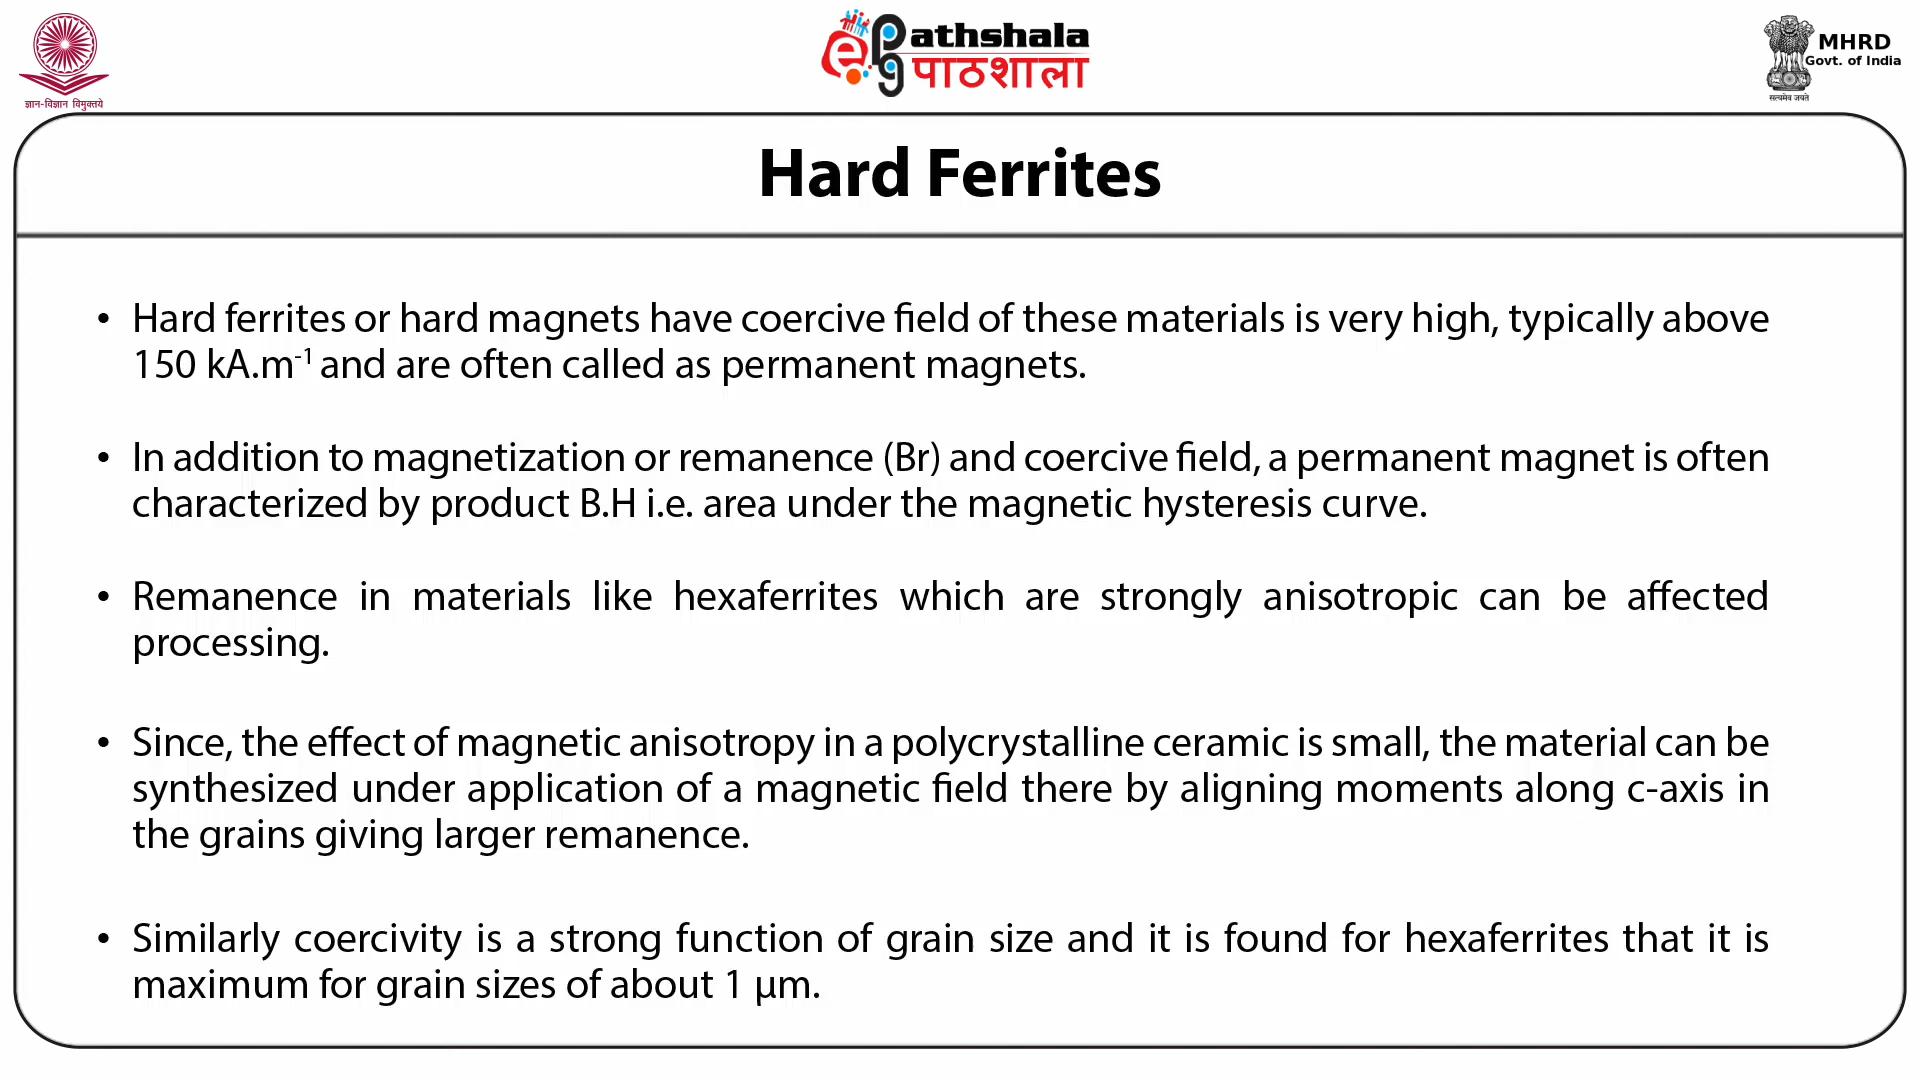 ज्ञान-विज्ञान विमुक्तये
ePathshala
पाठशाला
MHRD
Govt. of India
सत्यमेव जयते
Hard Ferrites
• Hard ferrites or hard magnets have coercive field of these materials is very high, typically above
150 kA.m⁻¹ and are often called as permanent magnets.
• In addition to magnetization or remanence (Br) and coercive field, a permanent magnet is often
characterized by product B.H i.e. area under the magnetic hysteresis curve.
• Remanence in materials like hexaferrites which are strongly anisotropic can be affected
processing.
• Since, the effect of magnetic anisotropy in a polycrystalline ceramic is small, the material can be
synthesized under application of a magnetic field there by aligning moments along c-axis in
the grains giving larger remanence.
• Similarly coercivity is a strong function of grain size and it is found for hexaferrites that it is
maximum for grain sizes of about 1 µm.